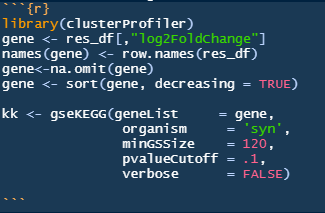 ```{r}
library(clusterProfiler)
gene <- res_df[,"log2FoldChange"]
names(gene) <- row.names(res_df)
gene<-na.omit(gene)
gene <- sort(gene, decreasing = TRUE)
kk <- gseKEGG(geneList     = gene,
              organism     = 'syn',
              minGSSize    = 120,
              pvalueCutoff = .1,
              verbose      = FALSE)
```